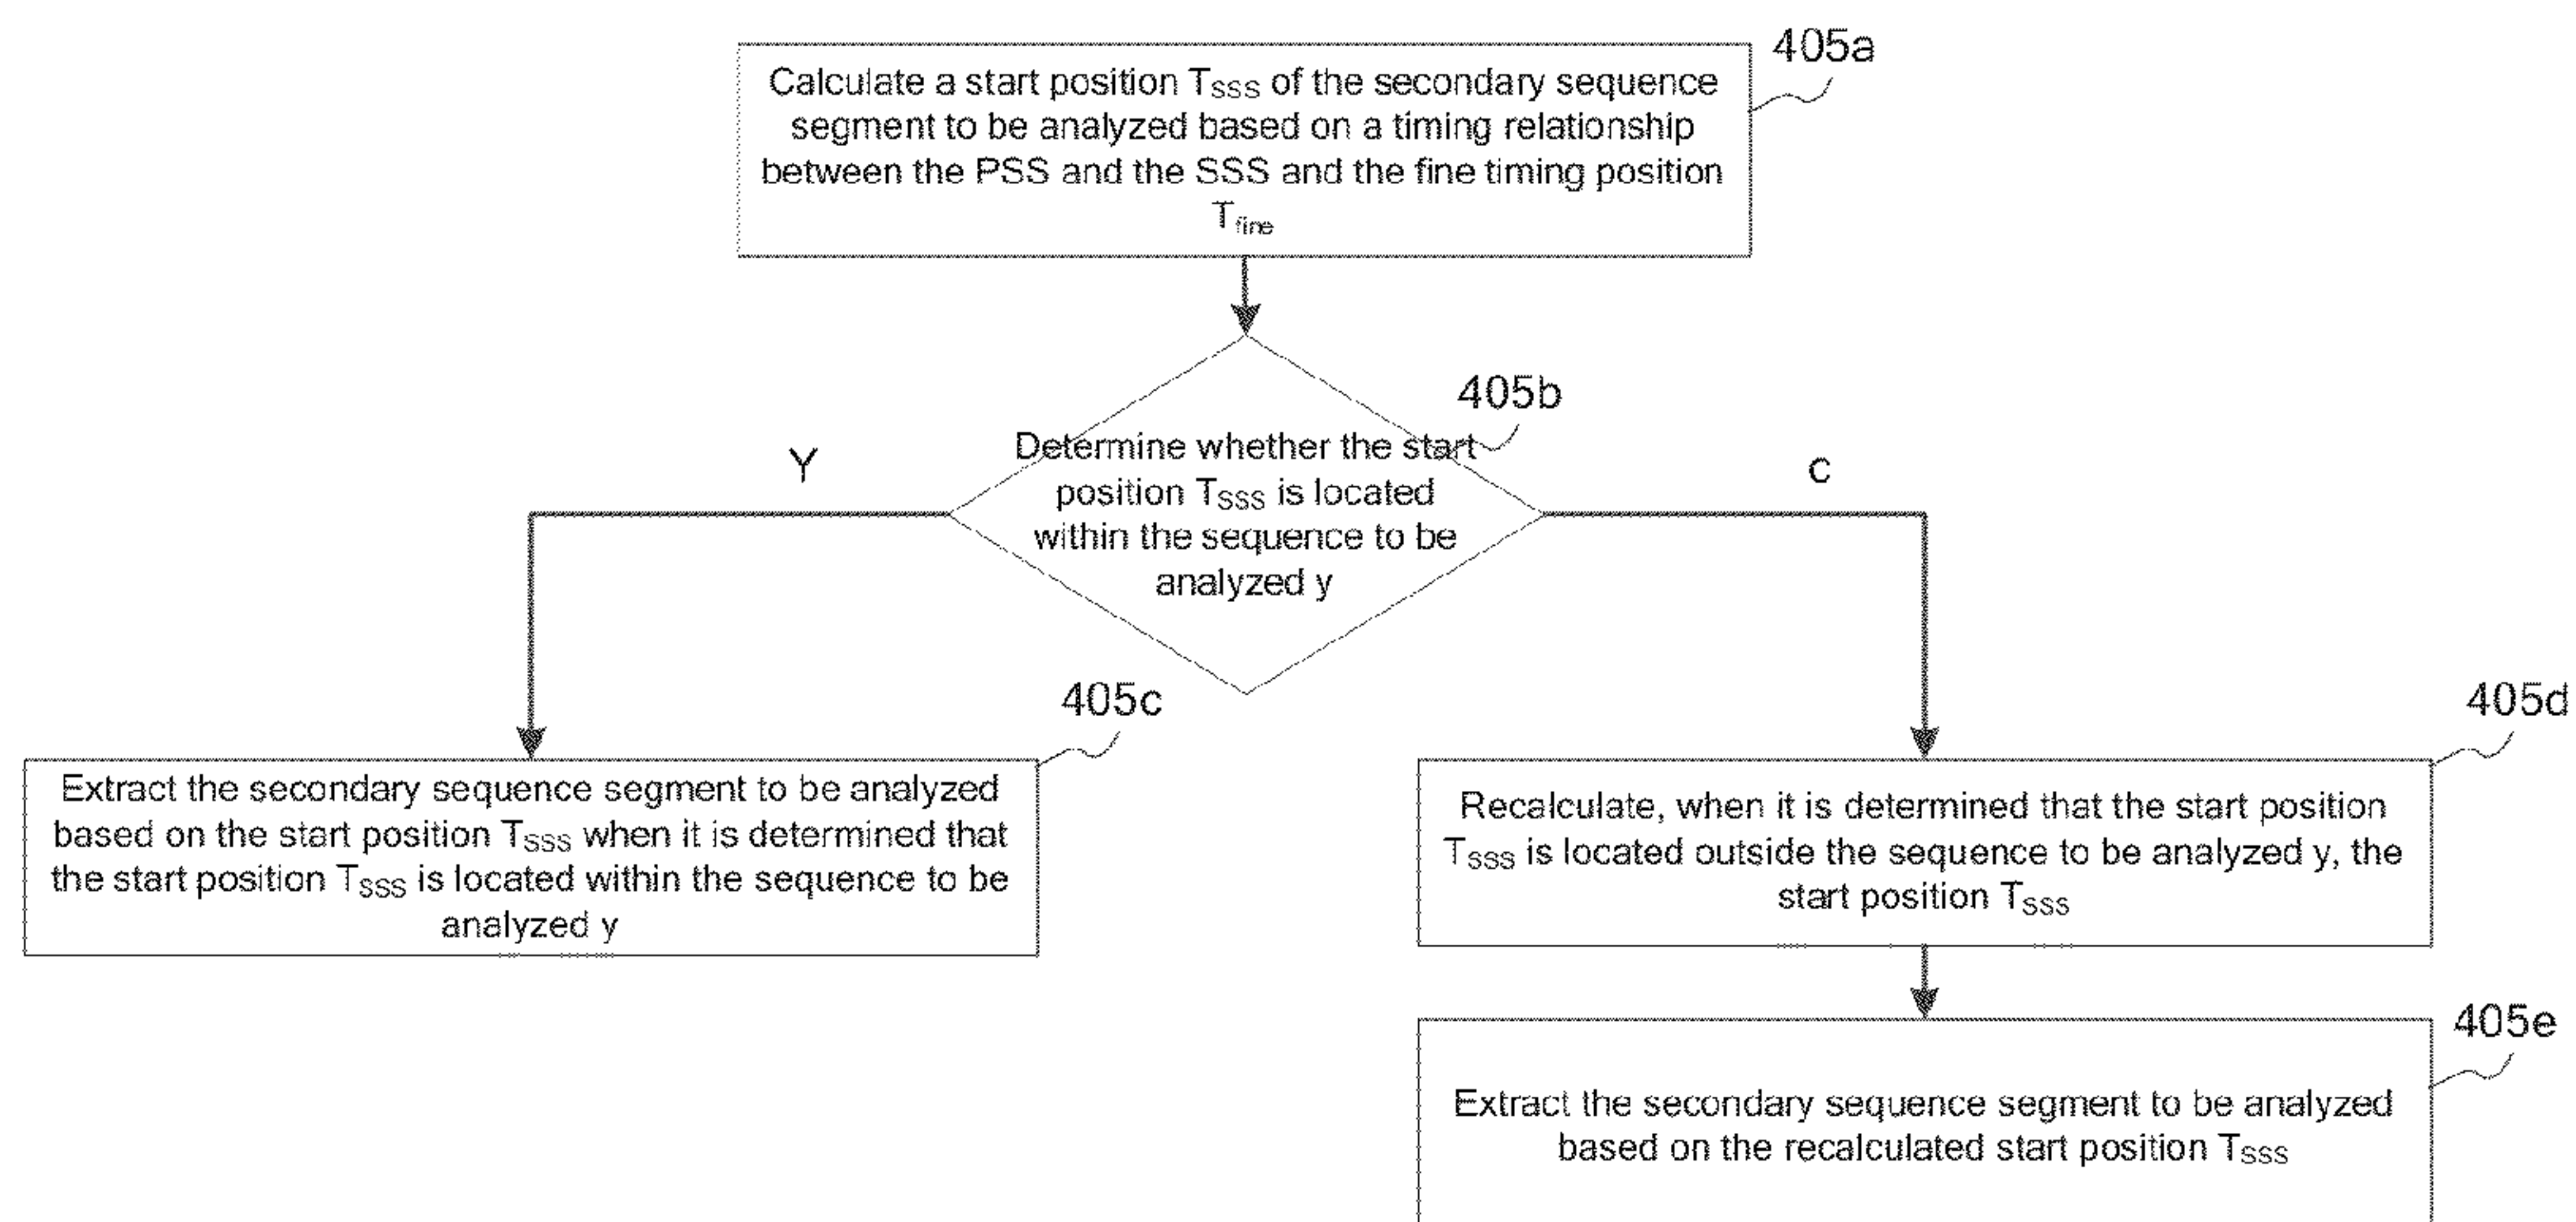 405a
Calculate a start position TSSS of the secondary sequence
segment to be analyzed based on a timing relationship
between the PSS and the SSS and the fine timing position
Tfine
405b
Determine whether the start
position TSSS is located
within the sequence to be
analyzed y
Y
c
405c
Extract the secondary sequence segment to be analyzed
based on the start position TSSS when it is determined that
the start position TSSS is located within the sequence to be
analyzed y
405d
Recalculate, when it is determined that the start position
TSSS is located outside the sequence to be analyzed y, the
start position TSSS
405e
Extract the secondary sequence segment to be analyzed
based on the recalculated start position TSSS